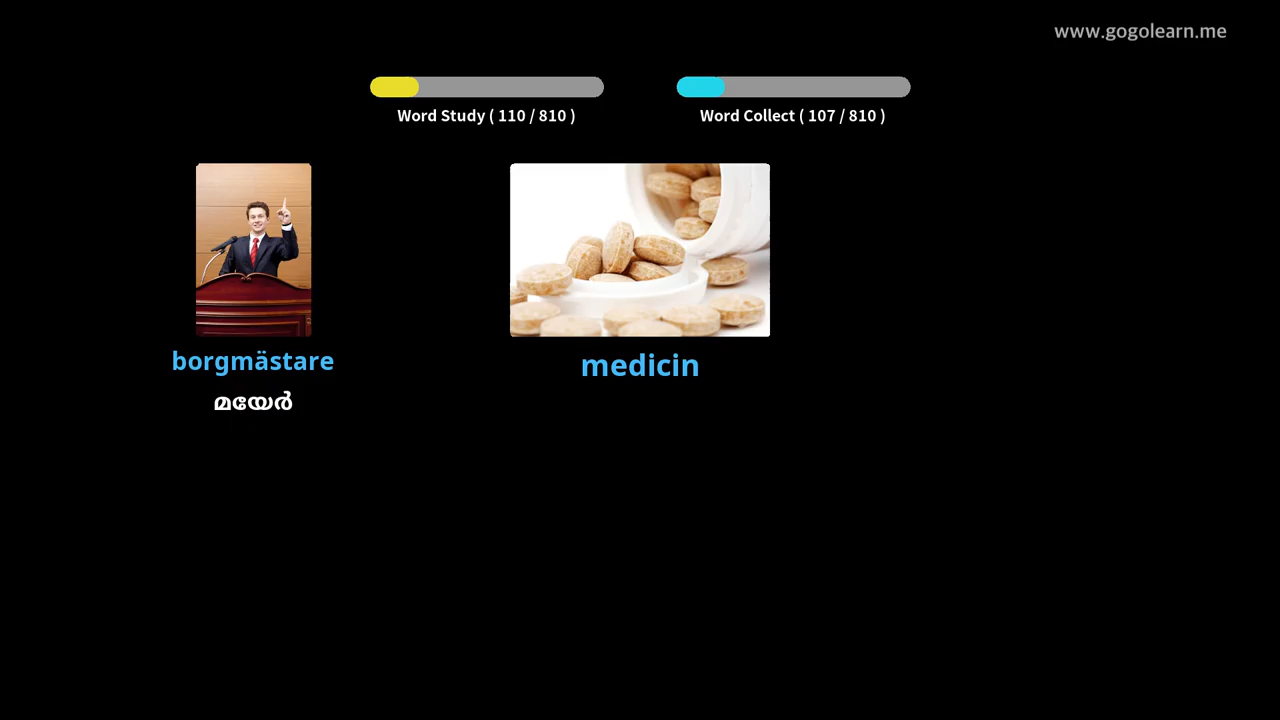 www.gogolearn.me
Word Study ( 110 / 810 )
Word Collect ( 107 / 810 )
borgmästare
മയേർ
medicin